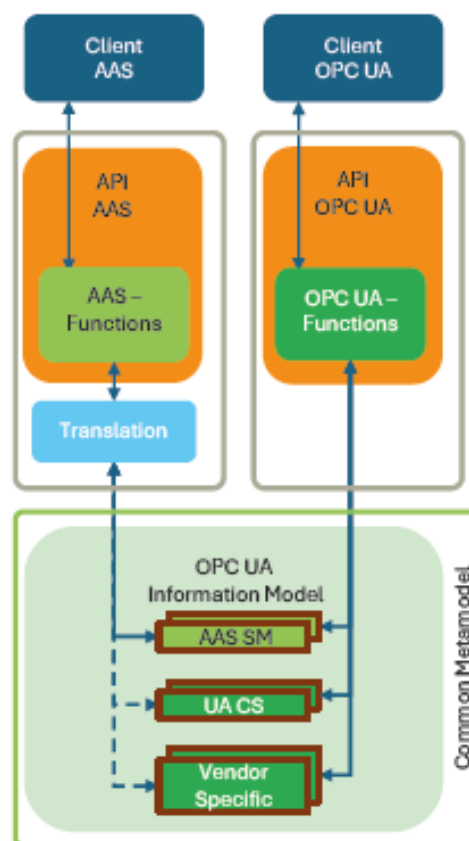 Client
AAS
Client
OPC UA
API
AAS
API
OPC UA
AAS –
Functions
OPC UA –
Functions
Translation
OPC UA
Information Model
AAS SM
UA CS
Vendor
Specific
Common Metamodel